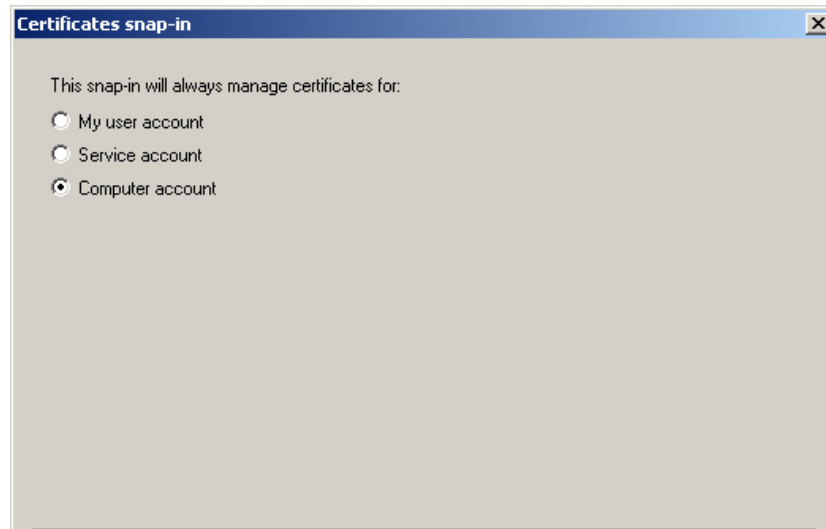 Certificates snap-in
This snap-in will always manage certificates for:
My user account
Service account
Computer account